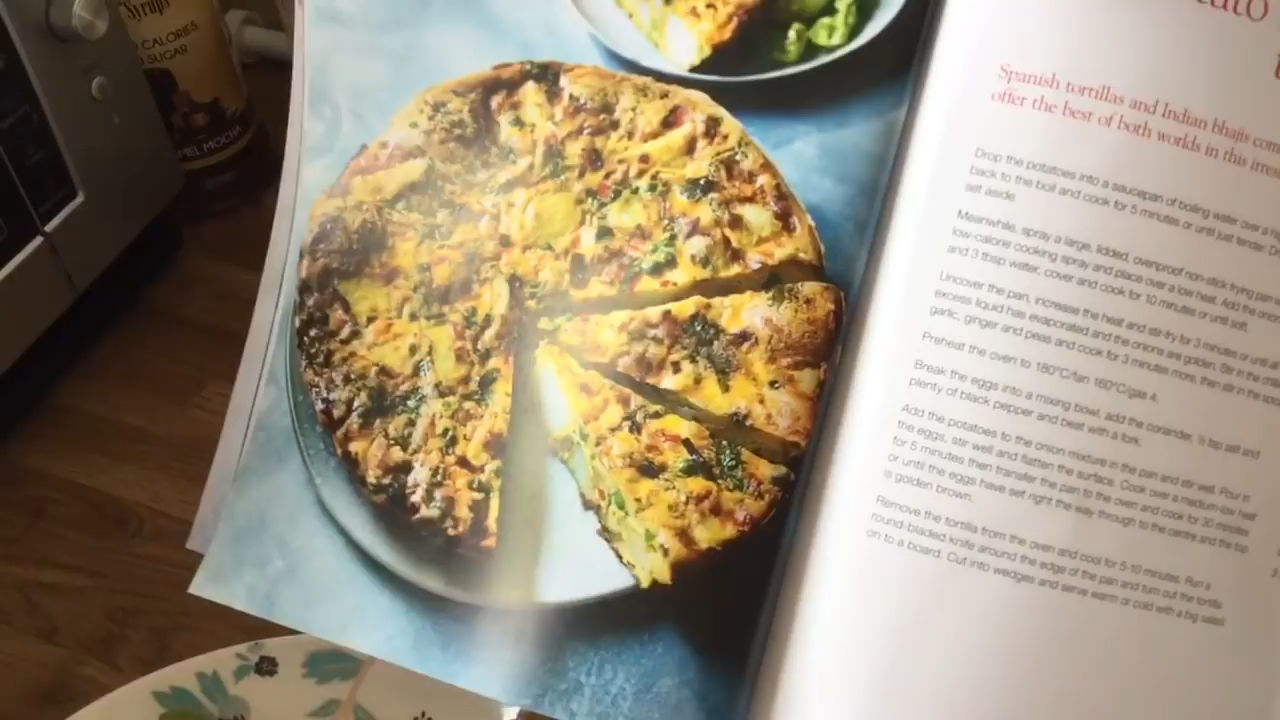 Syrups
CALORIES
SUGAR
MEL MOCHA
Spanish tortillas and Indian bhajis com
offer the best of both worlds in this irres
Drop the potatoes into a saucepan of boiling water over a
back to the boil and cook for 5 minutes or until just tender.
set aside.
Meanwhile, spray a large, lidded, ovenproof non-stick frying pan
low-calorie cooking spray and place over a low heat. Add the onions
and 3 tbsp water, cover and cook for 10 minutes or until soft.
Uncover the pan, increase the heat and stir-fry for 3 minutes or until
excess liquid has evaporated and the onions are golden. Stir in the
garlic, ginger and peas and cook for 3 minutes more, then stir in the
Preheat the oven to 180°C/fan 160°C/gas 4.
Break the eggs into a mixing bowl, add the coriander, ½ tsp salt and
plenty of black pepper and beat with a fork.
Add the potatoes to the onion mixture in the pan and stir well. Pour in
the eggs, stir well and flatten the surface. Cook over a medium-low heat
for 5 minutes then transfer the pan to the oven and cook for 30 minutes
or until the eggs have set right the way through to the centre and the top
is golden brown.
Remove the tortilla from the oven and cool for 5-10 minutes. Run a
round-bladed knife around the edge of the pan and turn out the tortilla
on to a board. Cut into wedges and serve warm or cold with a big salad.